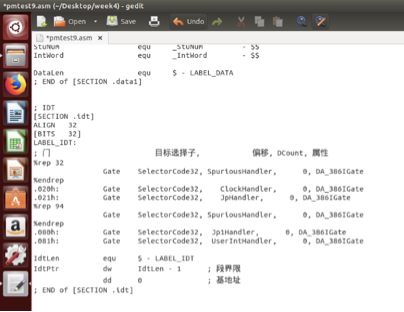 *pmtest9.asm (~/Desktop/week4) - gedit
Open
Save
Undo
*pmtest9.asm
StuNUM equ _StuNUM - $$
IntWord equ _IntWord - $$
DataLen equ $ - LABEL_DATA
; END of [SECTION .data1]
; IDT
[SECTION .idt]
ALIGN 32
[BITS 32]
LABEL_IDT:
; 门 目标选择子, 偏移, DCount, 属性
%rep 32
Gate SelectorCode32, SpuriousHandler, 0, DA_386IGate
%endrep
.020h: Gate SelectorCode32, ClockHandler, 0, DA_386IGate
.021h: Gate SelectorCode32, JpHandler, 0, DA_386IGate
%rep 94
Gate SelectorCode32, SpuriousHandler, 0, DA_386IGate
%endrep
.080h: Gate SelectorCode32, Jp1Handler, 0, DA_386IGate
.081h: Gate SelectorCode32, UserIntHandler, 0, DA_386IGate
IdtLen equ $ - LABEL_IDT
IdtPtr dw IdtLen - 1 ; 段界限
dd 0 ; 基地址
; END of [SECTION .idt]